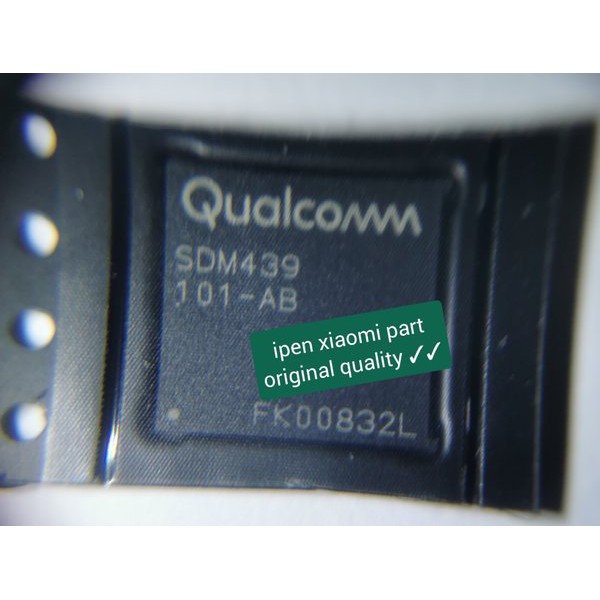 Qualcomm
SDM439
101-AB
ipen xiaomi part
original quality ✓✓
FK00832L